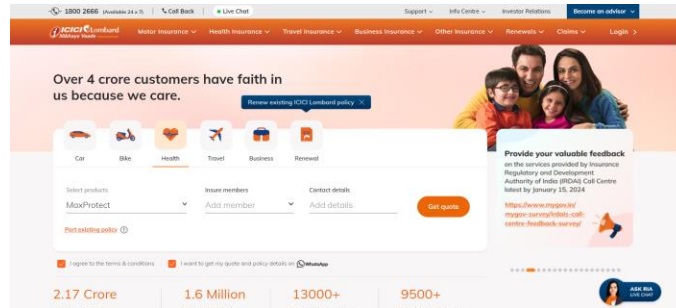 1800 2666 (Available 24 x 7)
Call Back
Live Chat
Support
Info Centre
Investor Relations
Become an advisor
ICICI Lombard
Nibhaye Vaade
Motor Insurance
Health Insurance
Travel Insurance
Business Insurance
Other Insurance
Renewals
Claims
Login
Over 4 crore customers have faith in
us because we care.
Renew existing ICICI Lombard policy
Car
Bike
Health
Travel
Business
Renewal
Select products
Insure members
Contact details
MaxProtect
Add member
Add details
Get quote
Port existing policy
I agree to the terms & conditions
I want to get my quote and policy details on WhatsApp
Provide your valuable feedback
on the services provided by Insurance
Regulatory and Development
Authority of India (IRDAI) Call Centre
latest by January 15, 2024
https://www.mygov.in/
mygov-survey/irdais-call-
centre-feedback-survey/
2.17 Crore
1.6 Million
13000+
9500+
ASK RIA
LIVE CHAT